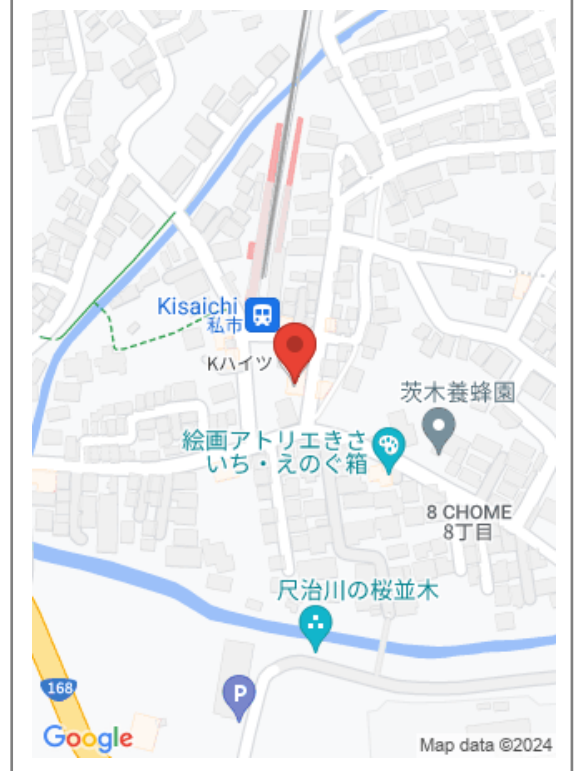 Kisaichi
私市
Kハイツ
茨木養蜂園
絵画アトリエきさ
いち・えのぐ箱
8 CHOME
8丁目
尺治川の桜並木
168
P
Google
Map data ©2024